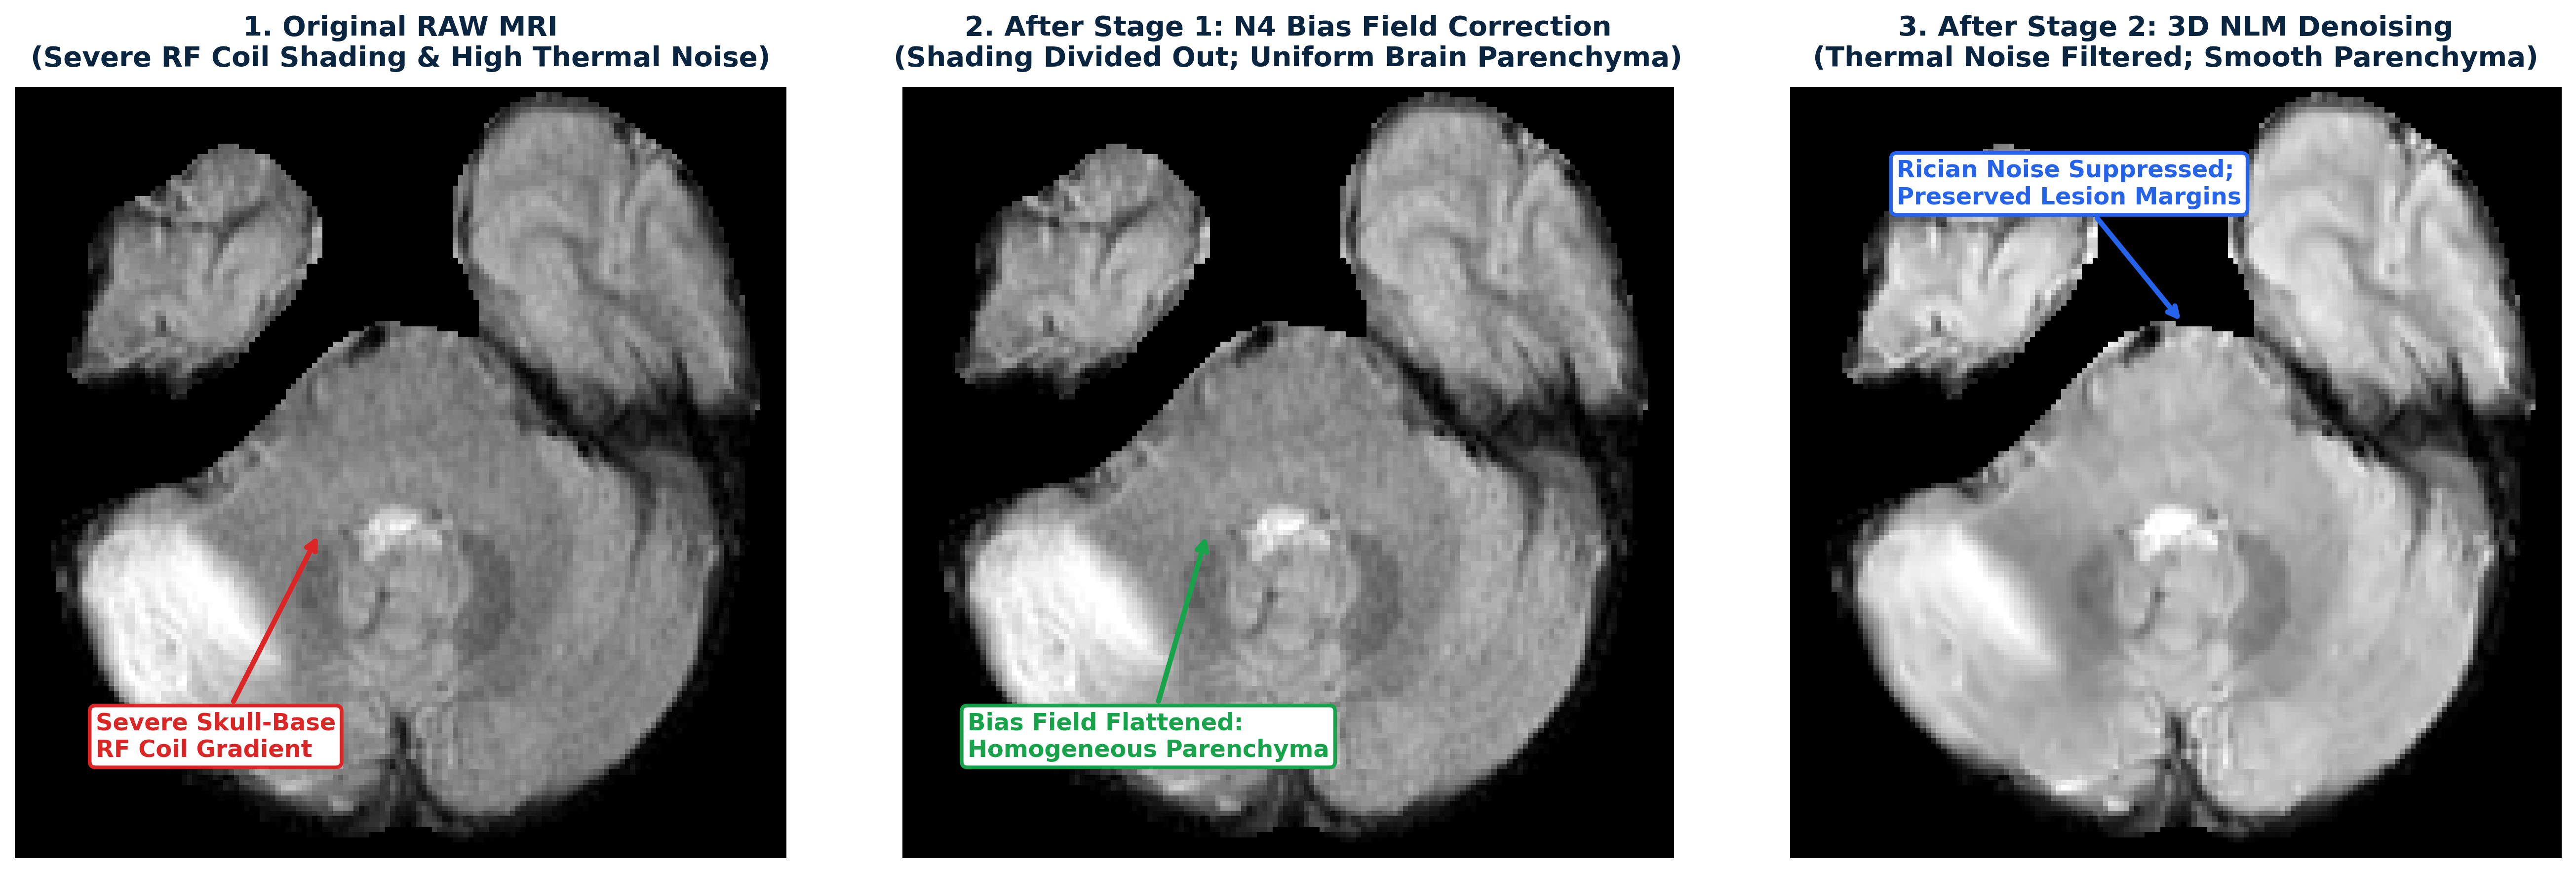 1. Original RAW MRI
(Severe RF Coil Shading & High Thermal Noise)
2. After Stage 1: N4 Bias Field Correction
(Shading Divided Out; Uniform Brain Parenchyma)
3. After Stage 2: 3D NLM Denoising
(Thermal Noise Filtered; Smooth Parenchyma)
Rician Noise Suppressed;
Preserved Lesion Margins
Severe Skull-Base
RF Coil Gradient
Bias Field Flattened:
Homogeneous Parenchyma